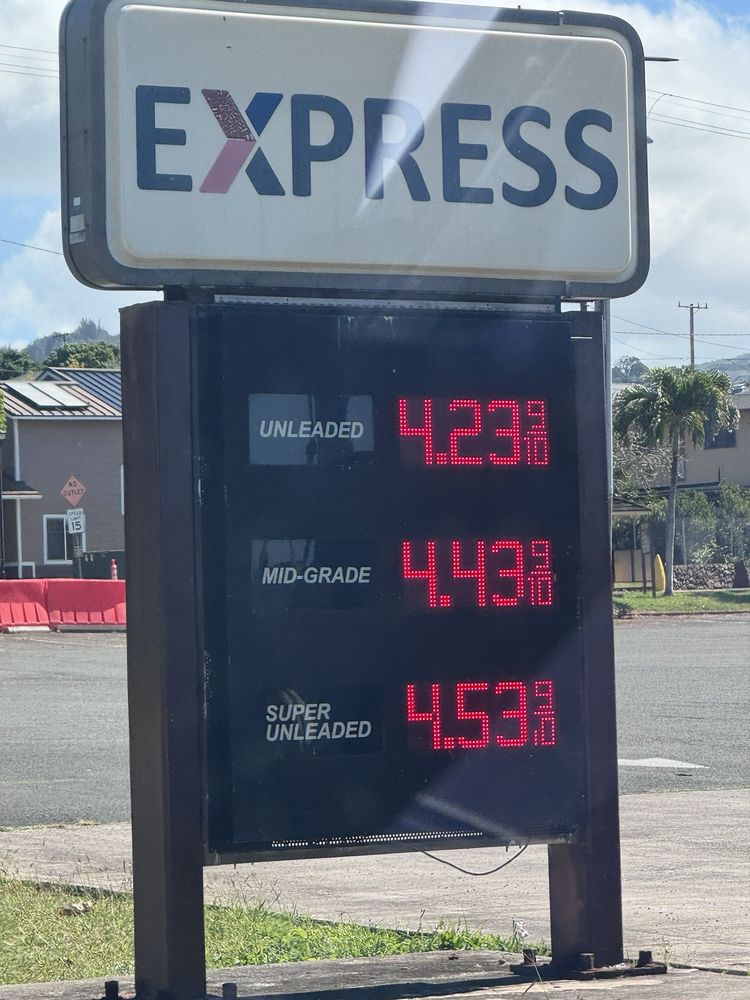 EXPRESS
UNLEADED 4.23 9/10
MID-GRADE 4.43 9/10
SUPER
UNLEADED 4.53 9/10
NO
OUTLET
SPEED
LIMIT
15